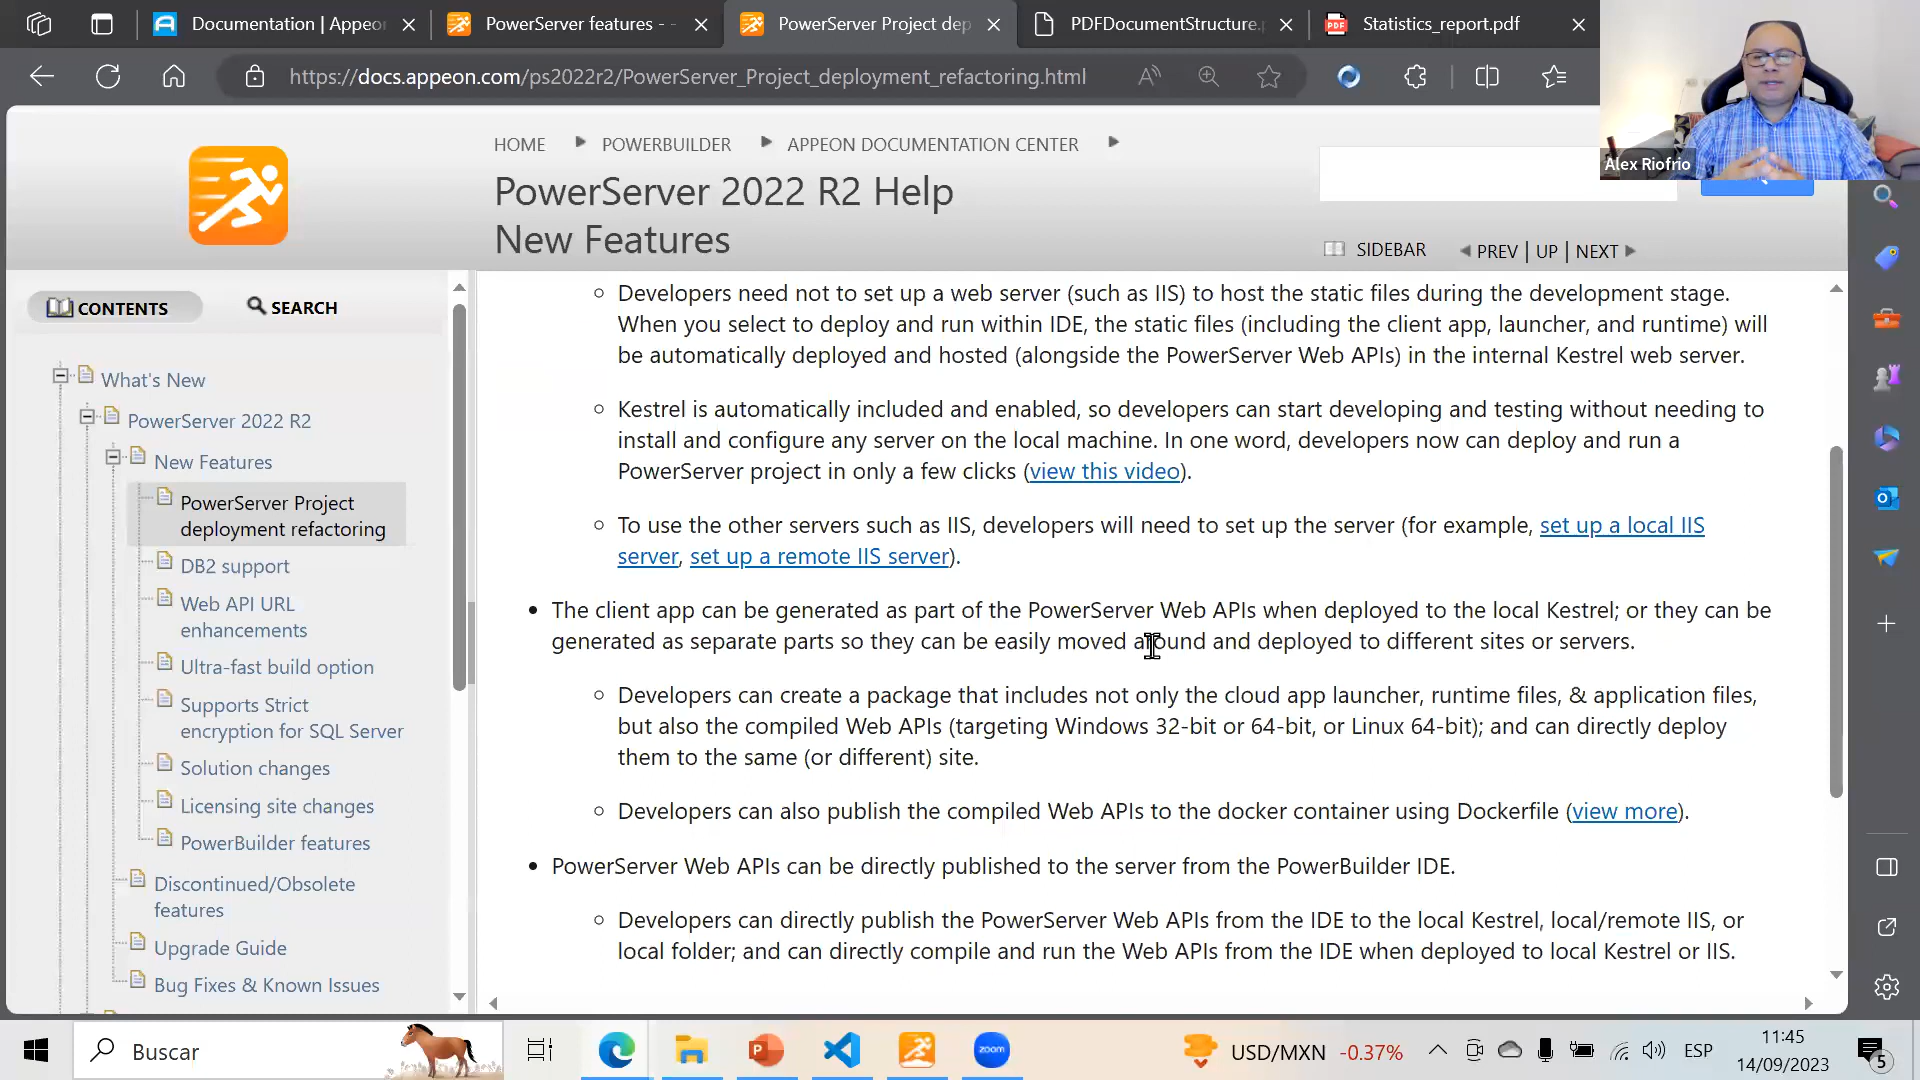 Documentation | Appeon
PowerServer features - -
PowerServer Project dep
PDFDocumentStructure.p
PDF
Statistics_report.pdf
https://docs.appeon.com/ps2022r2/PowerServer_Project_deployment_refactoring.html
Alex Riofrio
HOME
POWERBUILDER
APPEON DOCUMENTATION CENTER
PowerServer 2022 R2 Help
New Features
SIDEBAR
PREV | UP | NEXT
CONTENTS
SEARCH
What's New
PowerServer 2022 R2
New Features
PowerServer Project
deployment refactoring
DB2 support
Web API URL
enhancements
Ultra-fast build option
Supports Strict
encryption for SQL Server
Solution changes
Licensing site changes
PowerBuilder features
Discontinued/Obsolete
features
Upgrade Guide
Bug Fixes & Known Issues
Developers need not to set up a web server (such as IIS) to host the static files during the development stage.
When you select to deploy and run within IDE, the static files (including the client app, launcher, and runtime) will
be automatically deployed and hosted (alongside the PowerServer Web APIs) in the internal Kestrel web server.
Kestrel is automatically included and enabled, so developers can start developing and testing without needing to
install and configure any server on the local machine. In one word, developers now can deploy and run a
PowerServer project in only a few clicks (view this video).
To use the other servers such as IIS, developers will need to set up the server (for example, set up a local IIS
server, set up a remote IIS server).
The client app can be generated as part of the PowerServer Web APIs when deployed to the local Kestrel; or they can be
generated as separate parts so they can be easily moved around and deployed to different sites or servers.
Developers can create a package that includes not only the cloud app launcher, runtime files, & application files,
but also the compiled Web APIs (targeting Windows 32-bit or 64-bit, or Linux 64-bit); and can directly deploy
them to the same (or different) site.
Developers can also publish the compiled Web APIs to the docker container using Dockerfile (view more).
PowerServer Web APIs can be directly published to the server from the PowerBuilder IDE.
Developers can directly publish the PowerServer Web APIs from the IDE to the local Kestrel, local/remote IIS, or
local folder; and can directly compile and run the Web APIs from the IDE when deployed to local Kestrel or IIS.
Buscar
zoom
USD/MXN -0.37%
ESP
11:45
14/09/2023
5